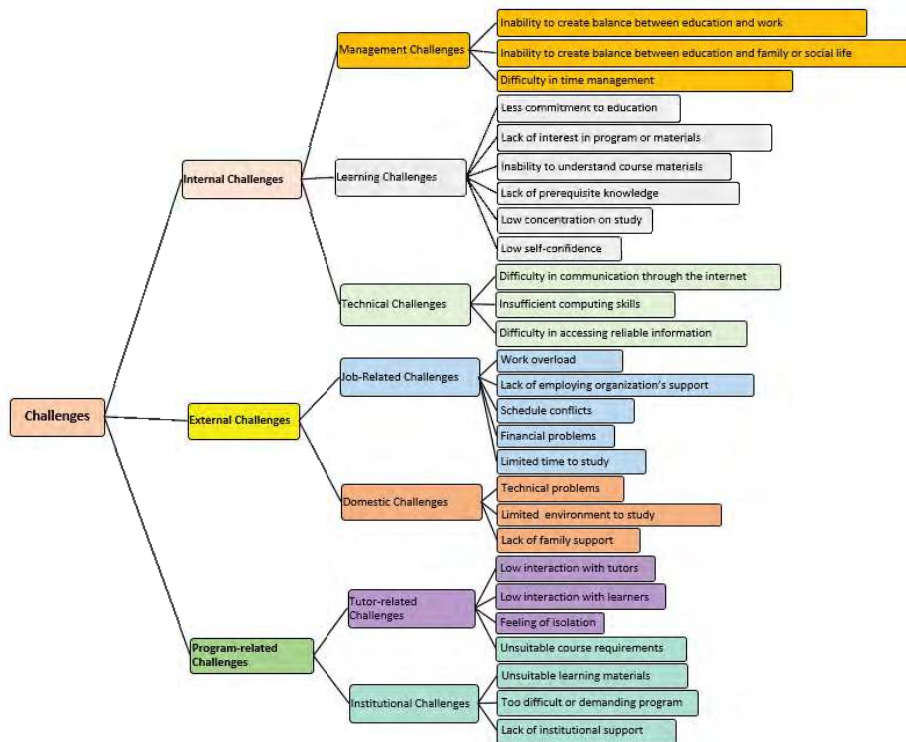 Challenges
Internal Challenges
Management Challenges
Inability to create balance between education and work
Inability to create balance between education and family or social life
Difficulty in time management
Learning Challenges
Less commitment to education
Lack of interest in program or materials
Inability to understand course materials
Lack of prerequisite knowledge
Low concentration on study
Low self-confidence
Technical Challenges
Difficulty in communication through the internet
Insufficient computing skills
Difficulty in accessing reliable information
External Challenges
Job-Related Challenges
Work overload
Lack of employing organization's support
Schedule conflicts
Financial problems
Limited time to study
Domestic Challenges
Technical problems
Limited environment to study
Lack of family support
Program-related
Challenges
Tutor-related
Challenges
Low interaction with tutors
Low interaction with learners
Feeling of isolation
Unsuitable course requirements
Institutional Challenges
Unsuitable learning materials
Too difficult or demanding program
Lack of institutional support